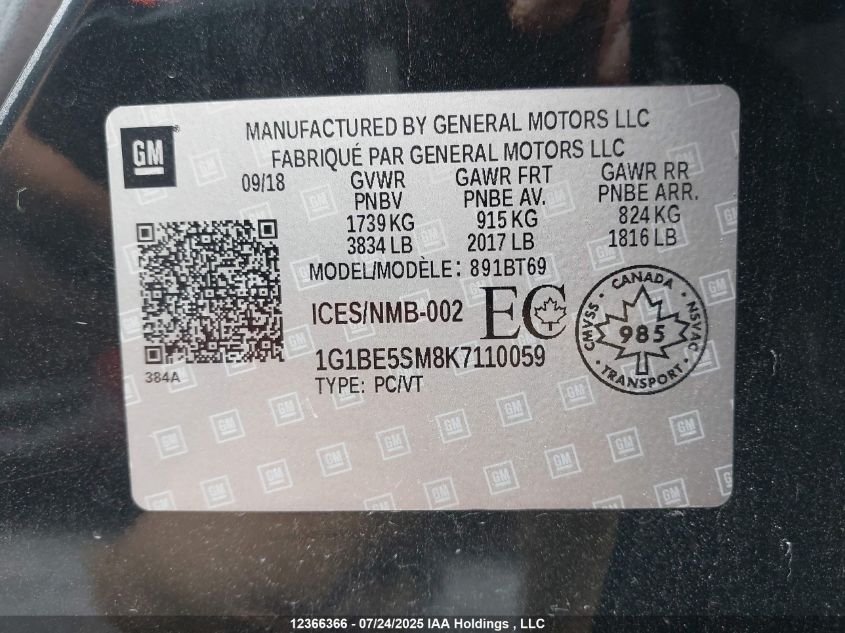 GM
MANUFACTURED BY GENERAL MOTORS LLC
FABRIQUÉ PAR GENERAL MOTORS LLC
09/18
GVWR
PNBV
1739 KG
3834 LB
GAWR FRT
PNBE AV.
915 KG
2017 LB
GAWR RR
PNBE ARR.
824 KG
1816 LB
MODEL/MODÈLE: 891BT69
ICES/NMB-002
EC
1G1BE5SM8K7110059
TYPE: PC/VT
384A
CANADA
CMVSS
NSVAC
985
TRANSPORT
12366366 - 07/24/2025 IAA Holdings , LLC